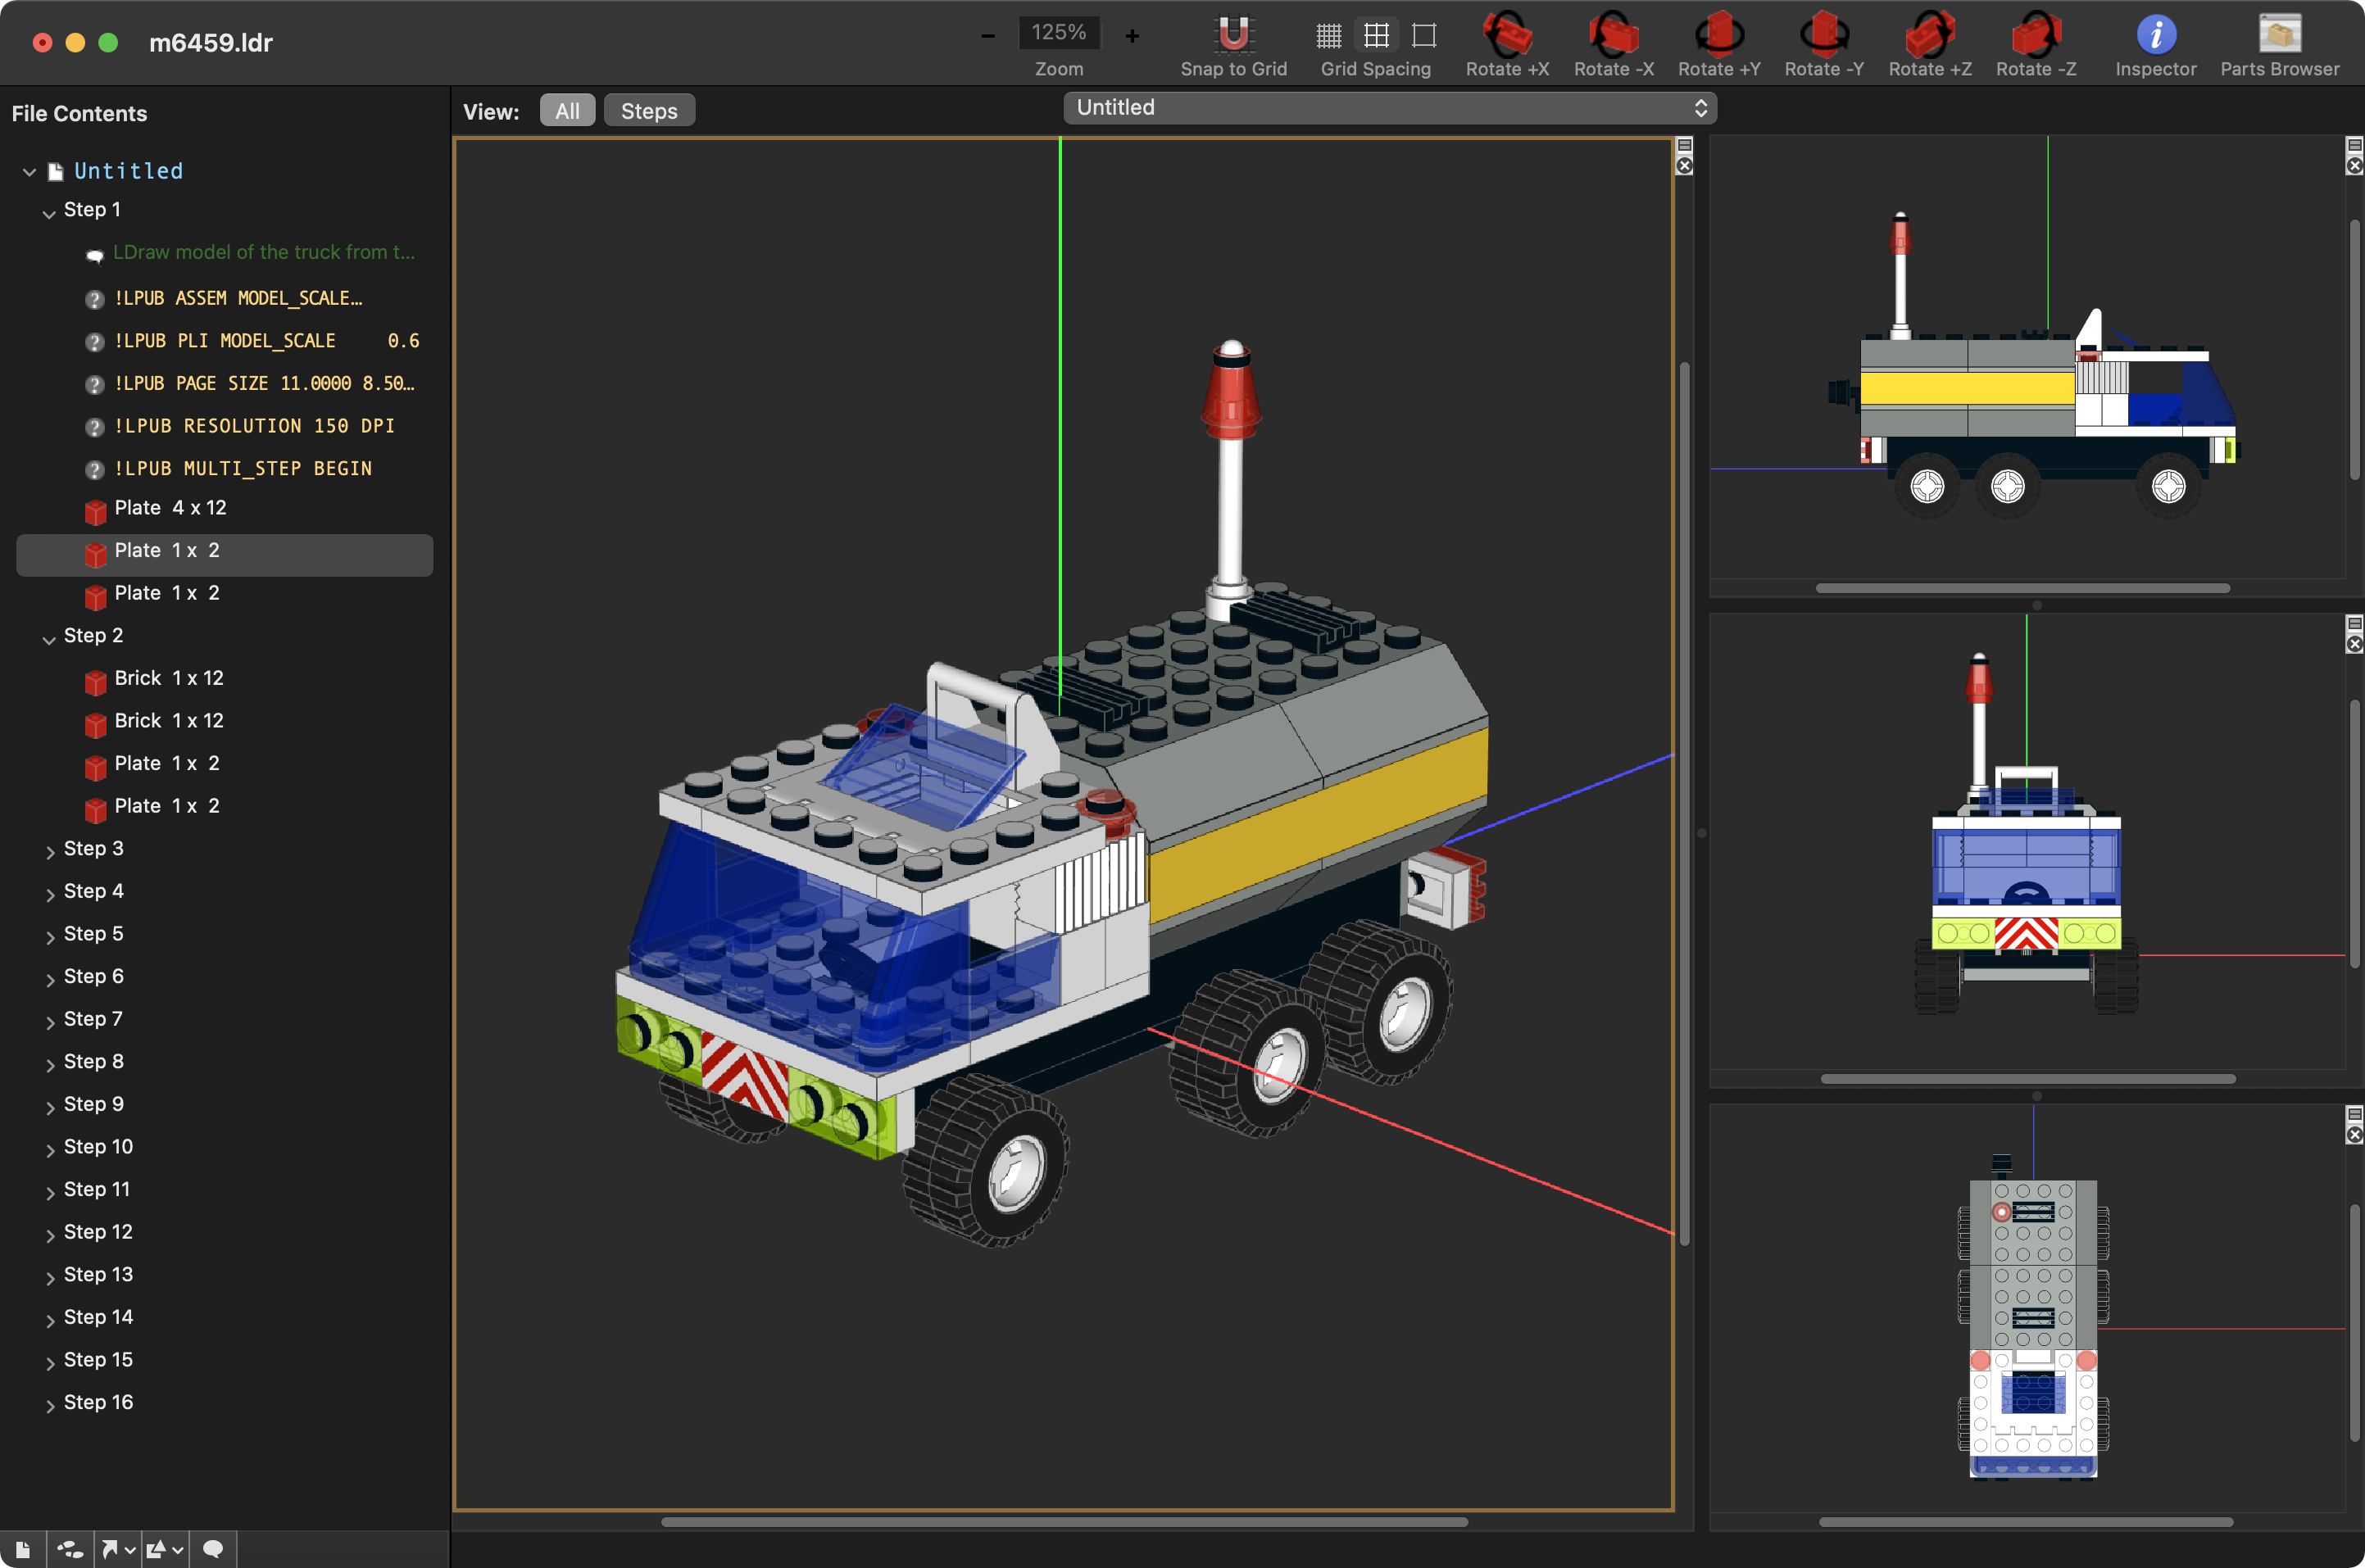 m6459.ldr
125%
Zoom
Snap to Grid
Grid Spacing
Rotate +X
Rotate -X
Rotate +Y
Rotate -Y
Rotate +Z
Rotate -Z
Inspector
Parts Browser
File Contents
View:
All
Steps
Untitled
Untitled
Step 1
LDraw model of the truck from t...
!LPUB ASSEM MODEL_SCALE...
!LPUB PLI MODEL_SCALE 0.6
!LPUB PAGE SIZE 11.0000 8.50...
!LPUB RESOLUTION 150 DPI
!LPUB MULTI_STEP BEGIN
Plate 4 x 12
Plate 1 x 2
Plate 1 x 2
Step 2
Brick 1 x 12
Brick 1 x 12
Plate 1 x 2
Plate 1 x 2
Step 3
Step 4
Step 5
Step 6
Step 7
Step 8
Step 9
Step 10
Step 11
Step 12
Step 13
Step 14
Step 15
Step 16